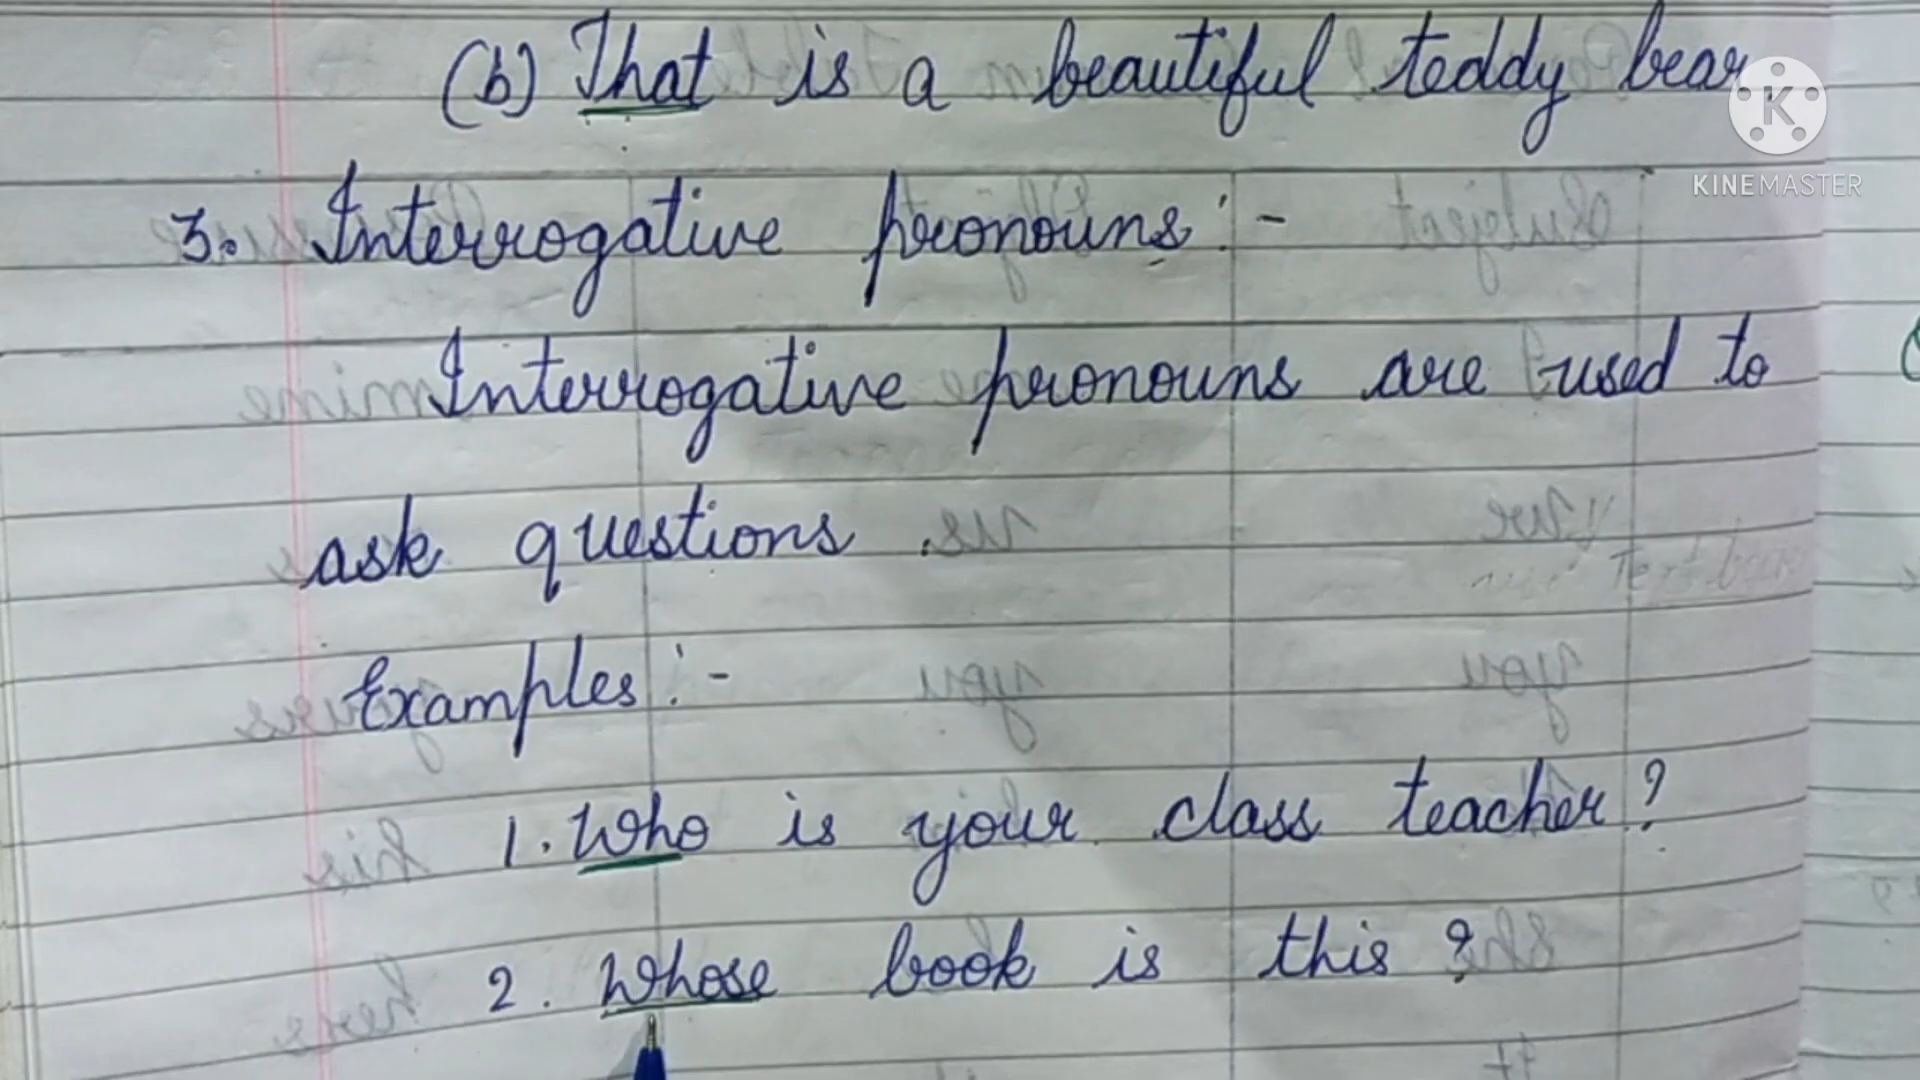 (b) That is a beautiful teddy bear.
KINEMASTER
3. Interrogative pronouns :-
Interrogative pronouns are used to
ask questions .
Examples :-
1. Who is your class teacher ?
2. Whose book is this ?